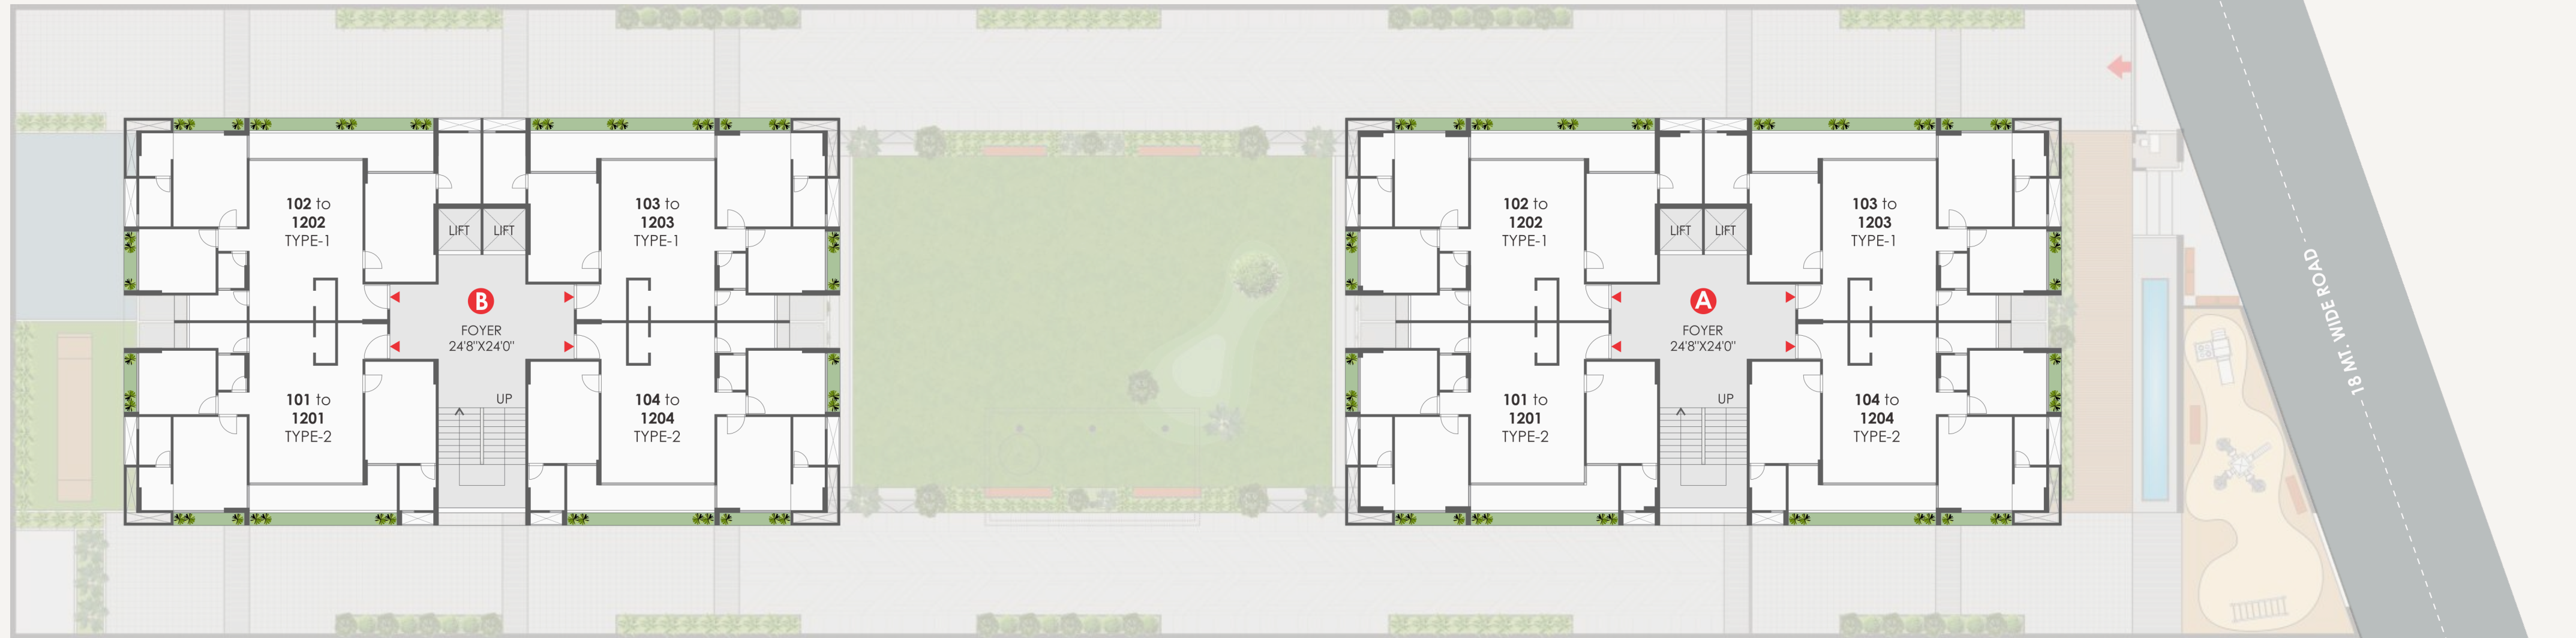 102 to
1202
TYPE-1
LIFT
LIFT
103 to
1203
TYPE-1
B
FOYER
24'8"X24'0"
UP
101 to
1201
TYPE-2
104 to
1204
TYPE-2
102 to
1202
TYPE-1
LIFT
LIFT
103 to
1203
TYPE-1
A
FOYER
24'8"X24'0"
UP
101 to
1201
TYPE-2
104 to
1204
TYPE-2
18 MT. WIDE ROAD